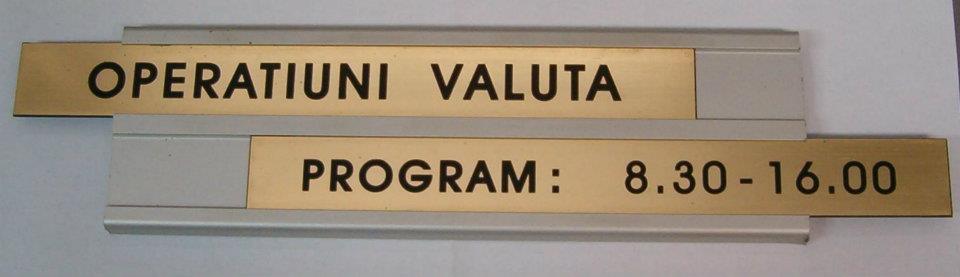 OPERATIUNI VALUTA
PROGRAM: 8.30-16.00